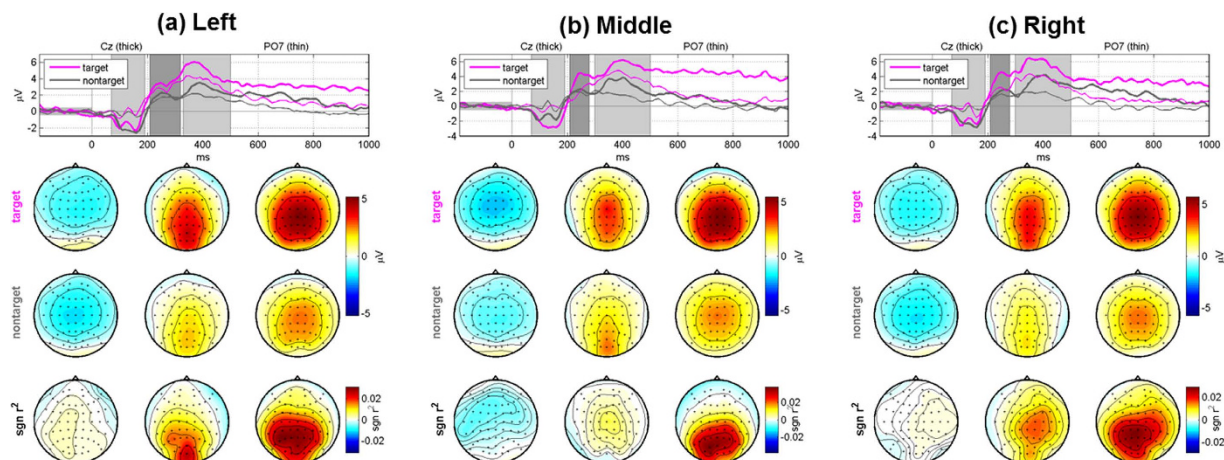 (a) Left
Cz (thick) PO7 (thin)
target
nontarget
μV
6
4
2
0
-2
0 200 400 600 800 1000
ms
target
5
0
-5
μV
nontarget
sgn r²
0.02
0
-0.02
sgn r²
(b) Middle
Cz (thick) PO7 (thin)
target
nontarget
μV
6
4
2
0
-2
-4
0 200 400 600 800 1000
ms
target
5
0
-5
μV
nontarget
sgn r²
0.02
0
-0.02
sgn r²
(c) Right
Cz (thick) PO7 (thin)
target
nontarget
μV
6
4
2
0
-2
-4
0 200 400 600 800 1000
ms
target
5
0
-5
μV
nontarget
sgn r²
0.02
0
-0.02
sgn r²